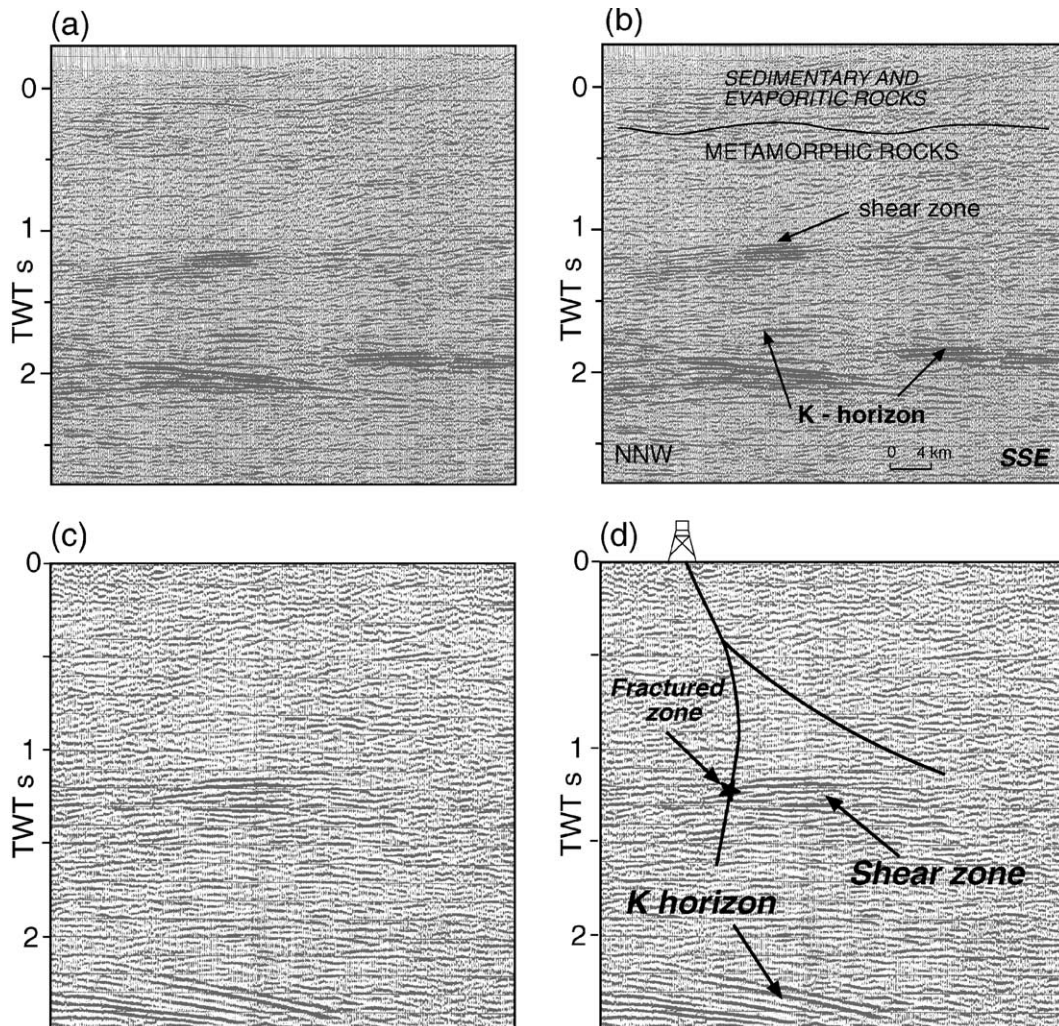 (a)
(b)
0
1
2
TWT s
0
1
2
TWT s
SEDIMENTARY AND
EVAPORITIC ROCKS
METAMORPHIC ROCKS
shear zone
K - horizon
NNW
0 4 km
SSE
(c)
(d)
0
1
2
TWT s
0
1
2
TWT s
Fractured
zone
Shear zone
K horizon